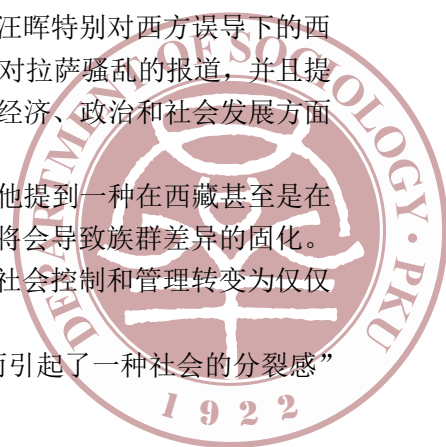 汪晖特别对西方误导下的西
对拉萨骚乱的报道，并且提
经济、政治和社会发展方面
他提到一种在西藏甚至是在
将会导致族群差异的固化。
社会控制和管理转变为仅仅
而引起了一种社会的分裂感”
DEPARTMENT OF SOCIOLOGY · PKU
1922